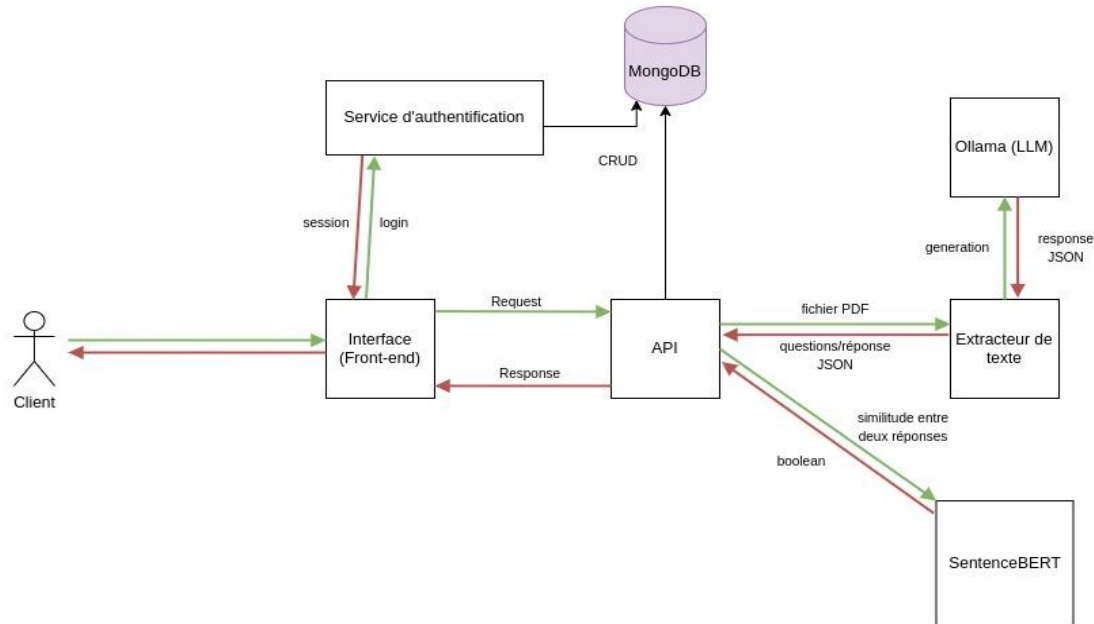 MongoDB
Service d'authentification
CRUD
Ollama (LLM)
session
login
generation
response
JSON
Request
fichier PDF
Interface
(Front-end)
API
questions/réponse
JSON
Extracteur de
texte
Response
Client
similitude entre
deux réponses
boolean
SentenceBERT